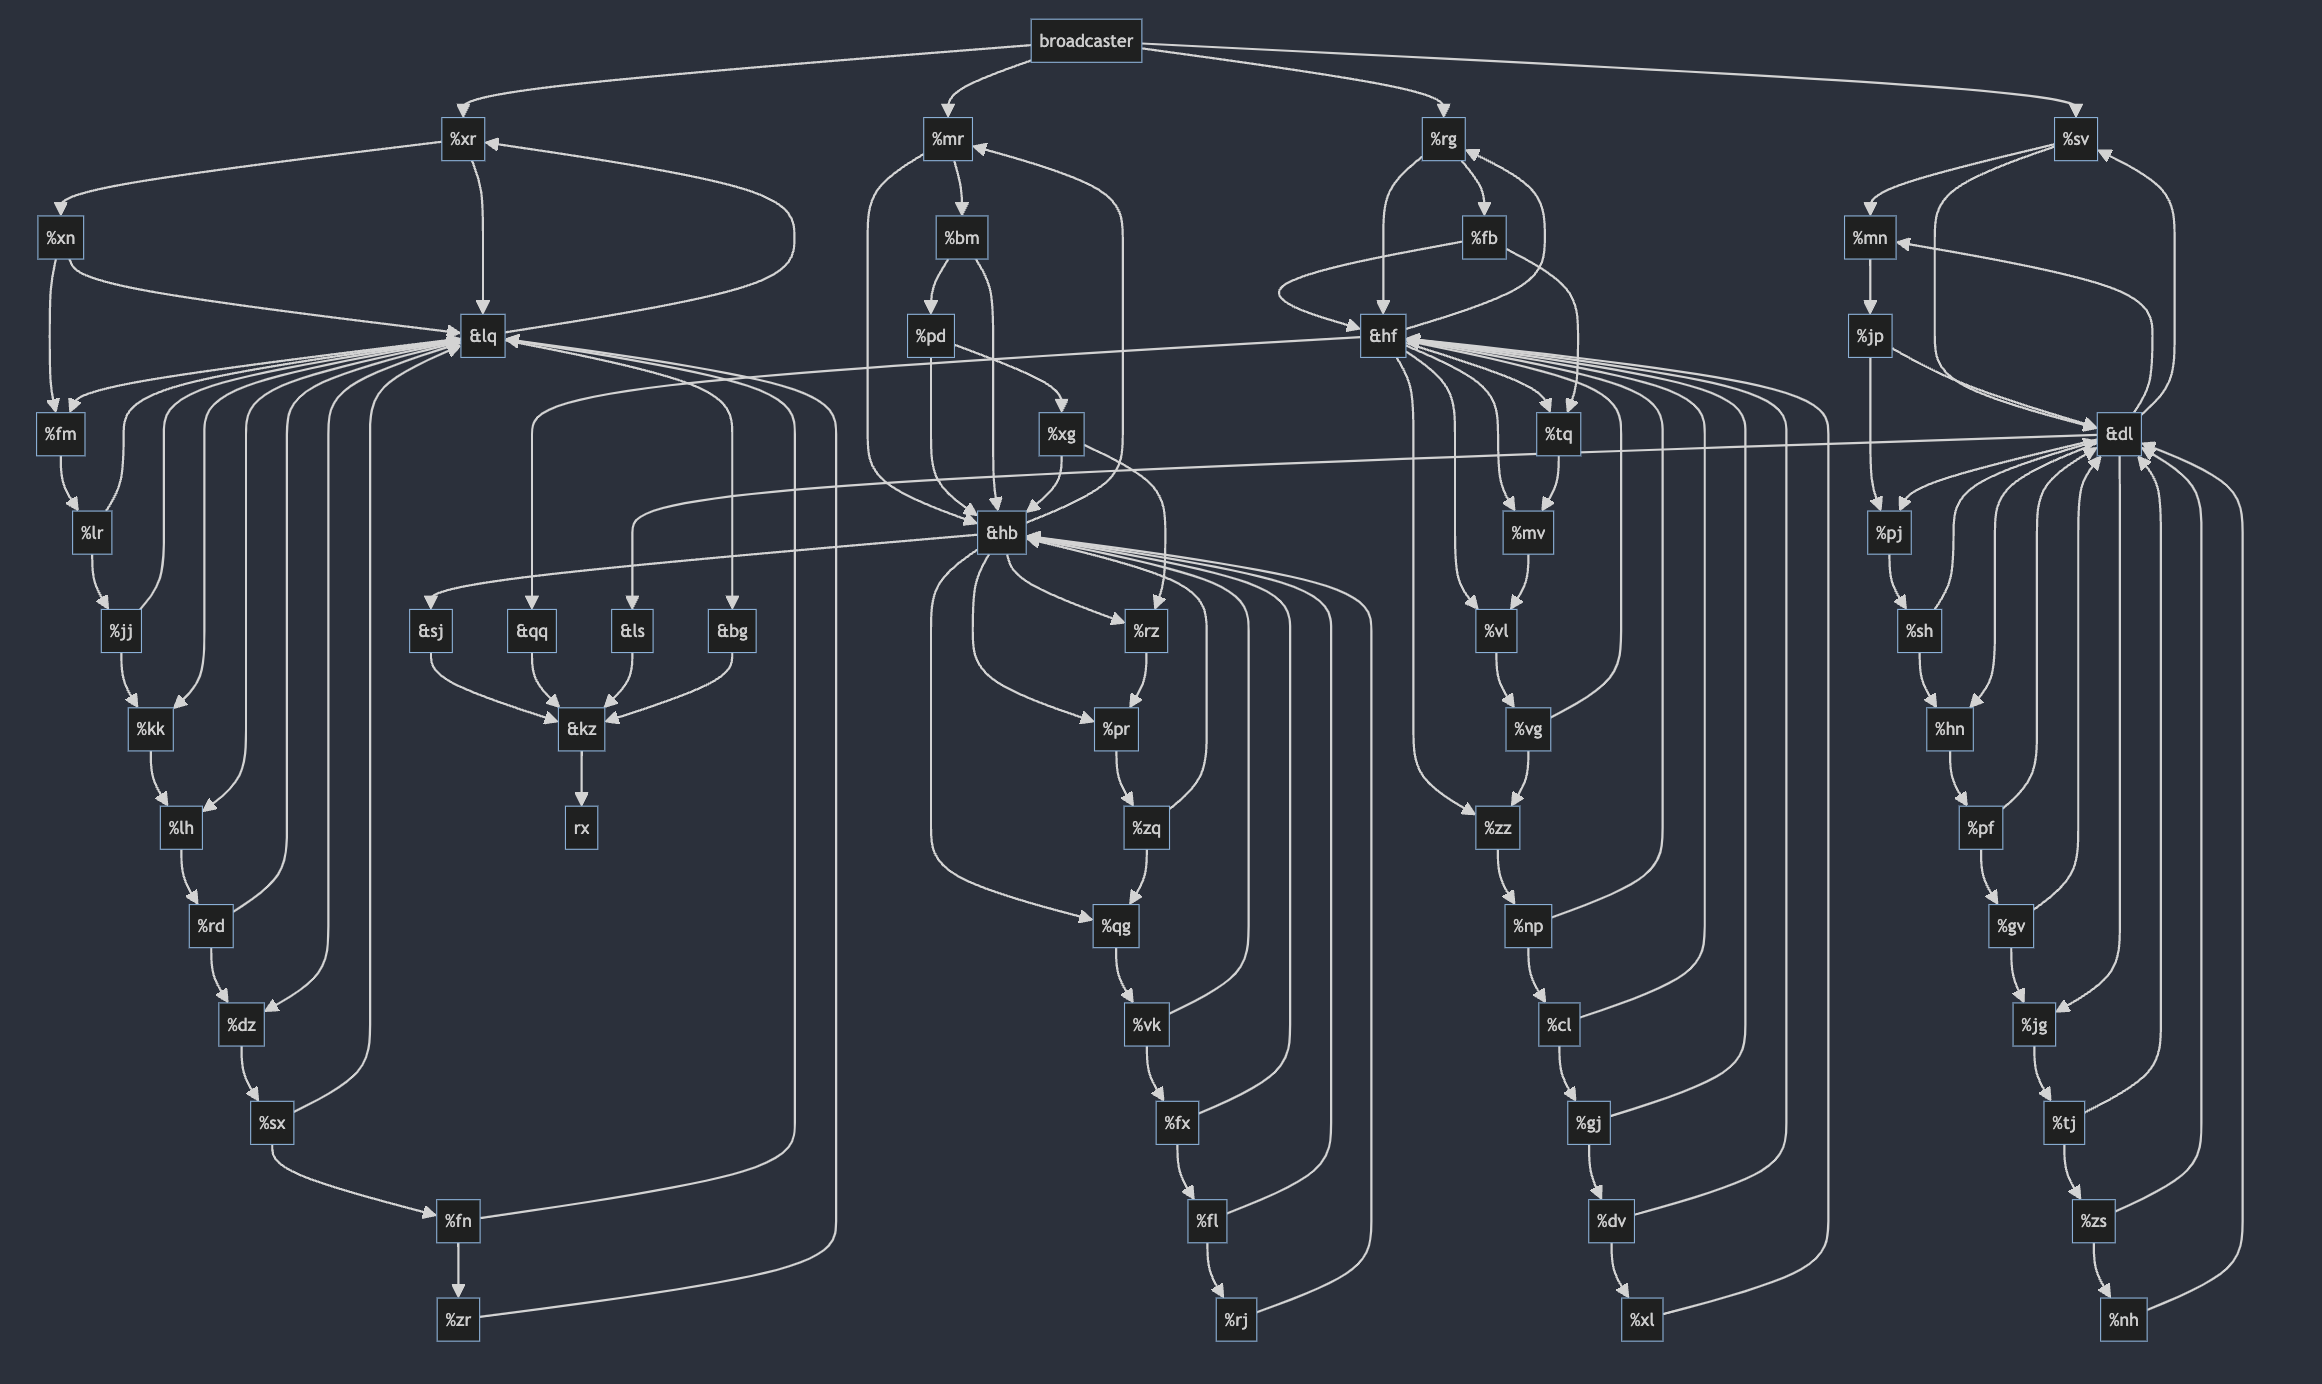 broadcaster
%xr
%mr
%rg
%sv
%xn
%bm
%fb
%mn
&lq
%pd
&hf
%jp
%fm
%xg
%tq
&dl
%lr
&hb
%mv
%pj
%jj
&sj
&qq
&ls
&bg
%rz
%vl
%sh
%kk
&kz
%pr
%vg
%hn
%lh
rx
%zq
%zz
%pf
%rd
%qg
%np
%gv
%dz
%vk
%cl
%jg
%sx
%fx
%gj
%tj
%fn
%fl
%dv
%zs
%zr
%rj
%xl
%nh